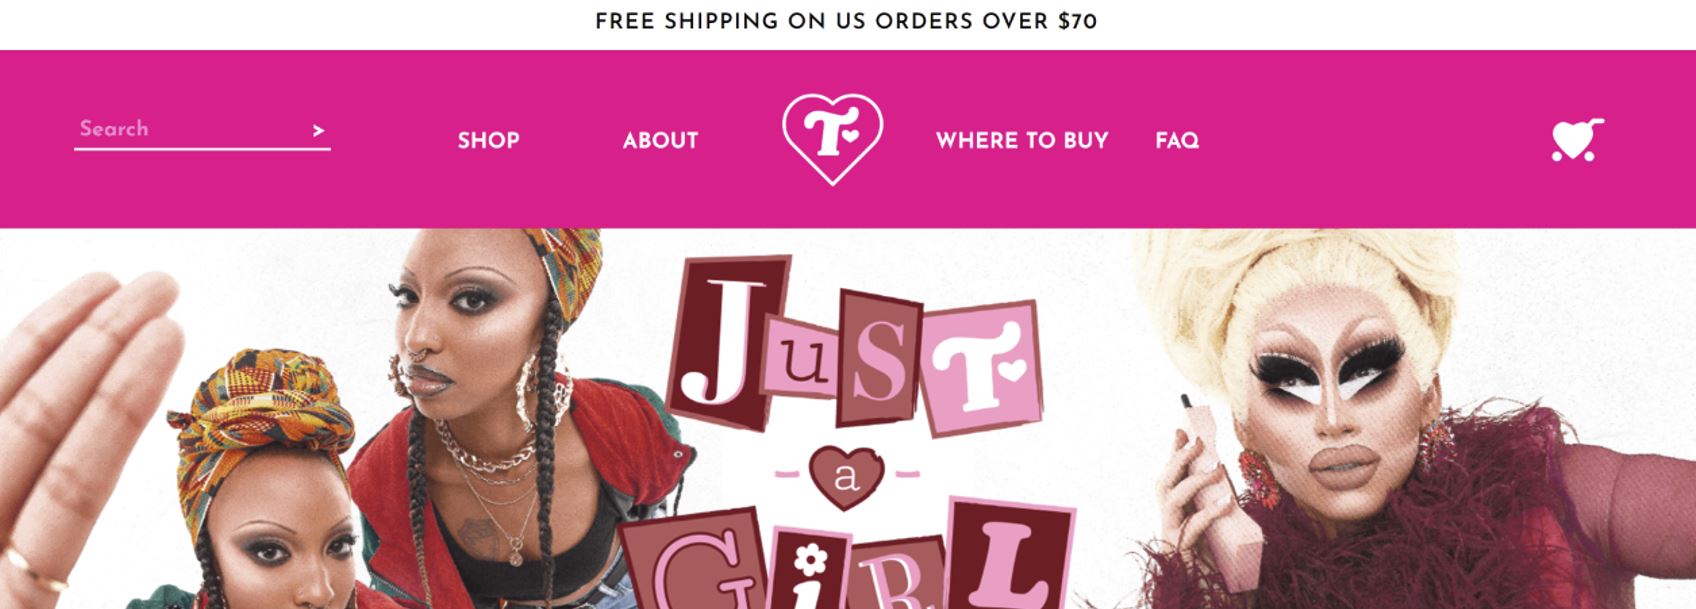 FREE SHIPPING ON US ORDERS OVER $70
Search >
SHOP ABOUT T WHERE TO BUY FAQ
JuST
a
GiRL